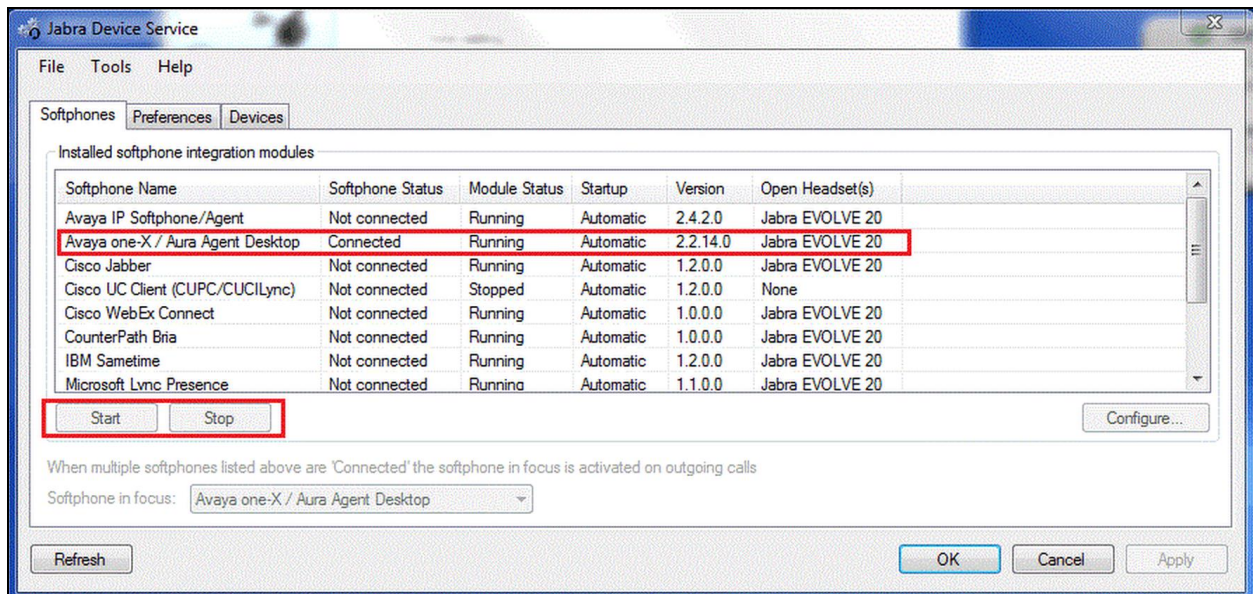 Jabra Device Service
File Tools Help
Softphones Preferences Devices
Installed softphone integration modules
Softphone Name Softphone Status Module Status Startup Version Open Headset(s)
Avaya IP Softphone/Agent Not connected Running Automatic 2.4.2.0 Jabra EVOLVE 20
Avaya one-X / Aura Agent Desktop Connected Running Automatic 2.2.14.0 Jabra EVOLVE 20
Cisco Jabber Not connected Running Automatic 1.2.0.0 Jabra EVOLVE 20
Cisco UC Client (CUPC/CUCILync) Not connected Stopped Automatic 1.2.0.0 None
Cisco WebEx Connect Not connected Running Automatic 1.0.0.0 Jabra EVOLVE 20
CounterPath Bria Not connected Running Automatic 1.0.0.0 Jabra EVOLVE 20
IBM Sametime Not connected Running Automatic 1.2.0.0 Jabra EVOLVE 20
Microsoft Lync Presence Not connected Running Automatic 1.1.0.0 Jabra EVOLVE 20
Start Stop Configure...
When multiple softphones listed above are 'Connected' the softphone in focus is activated on outgoing calls
Softphone in focus: Avaya one-X / Aura Agent Desktop
Refresh OK Cancel Apply